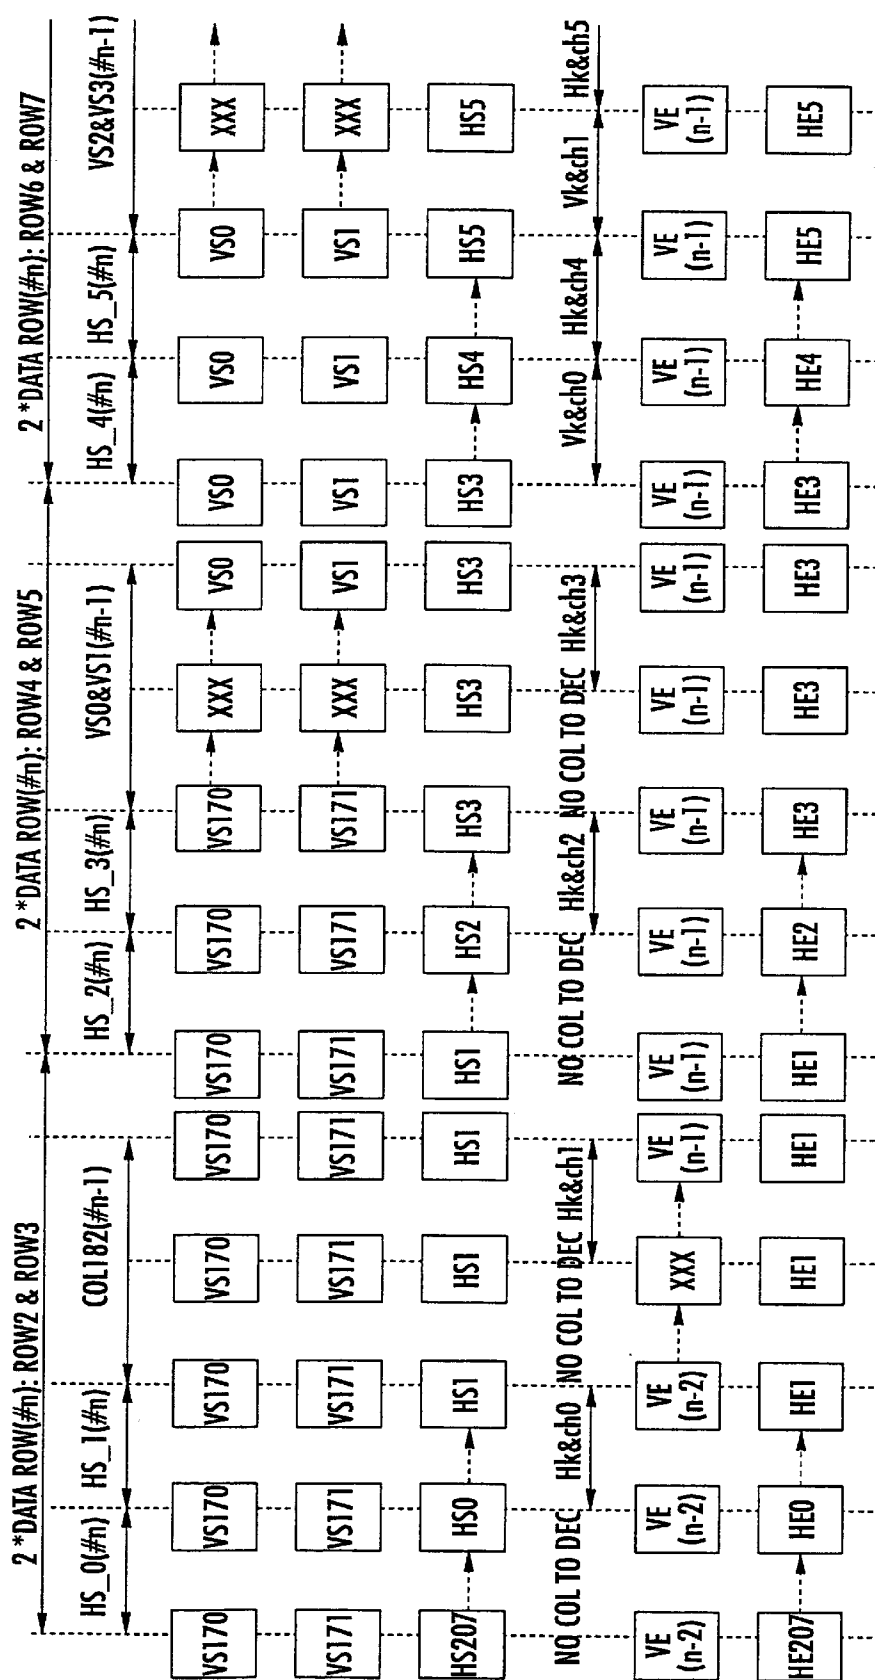 2 *DATA ROW(#n): ROW2 & ROW3 2 *DATA ROW(#n): ROW4 & ROW5 2 *DATA ROW(#n): ROW6 & ROW7
HS_0(#n) HS_1(#n) COL182(#n-1) HS_2(#n) HS_3(#n) VS0&VS1(#n-1) HS_4(#n) HS_5(#n) VS2&VS3(#n-1)
VS170 VS170 VS170 VS170 VS170 VS170 VS170 VS170 XXX VS0 VS0 VS0 VS0 XXX
VS171 VS171 VS171 VS171 VS171 VS171 VS171 VS171 XXX VS1 VS1 VS1 VS1 XXX
HS207 HS0 HS1 HS1 HS1 HS1 HS2 HS3 HS3 HS3 HS3 HS4 HS5 HS5
NO COL TO DEC Hk&ch0 NO COL TO DEC Hk&ch1 NO COL TO DEC Hk&ch2 NO COL TO DEC Hk&ch3 Vk&ch0 Hk&ch4 Vk&ch1 Hk&ch5
VE VE VE XXX VE VE VE VE VE VE VE VE VE VE
(n-2) (n-2) (n-2) (n-1) (n-1) (n-1) (n-1) (n-1) (n-1) (n-1) (n-1) (n-1) (n-1)
HE207 HE0 HE1 HE1 HE1 HE1 HE2 HE3 HE3 HE3 HE3 HE4 HE5 HE5